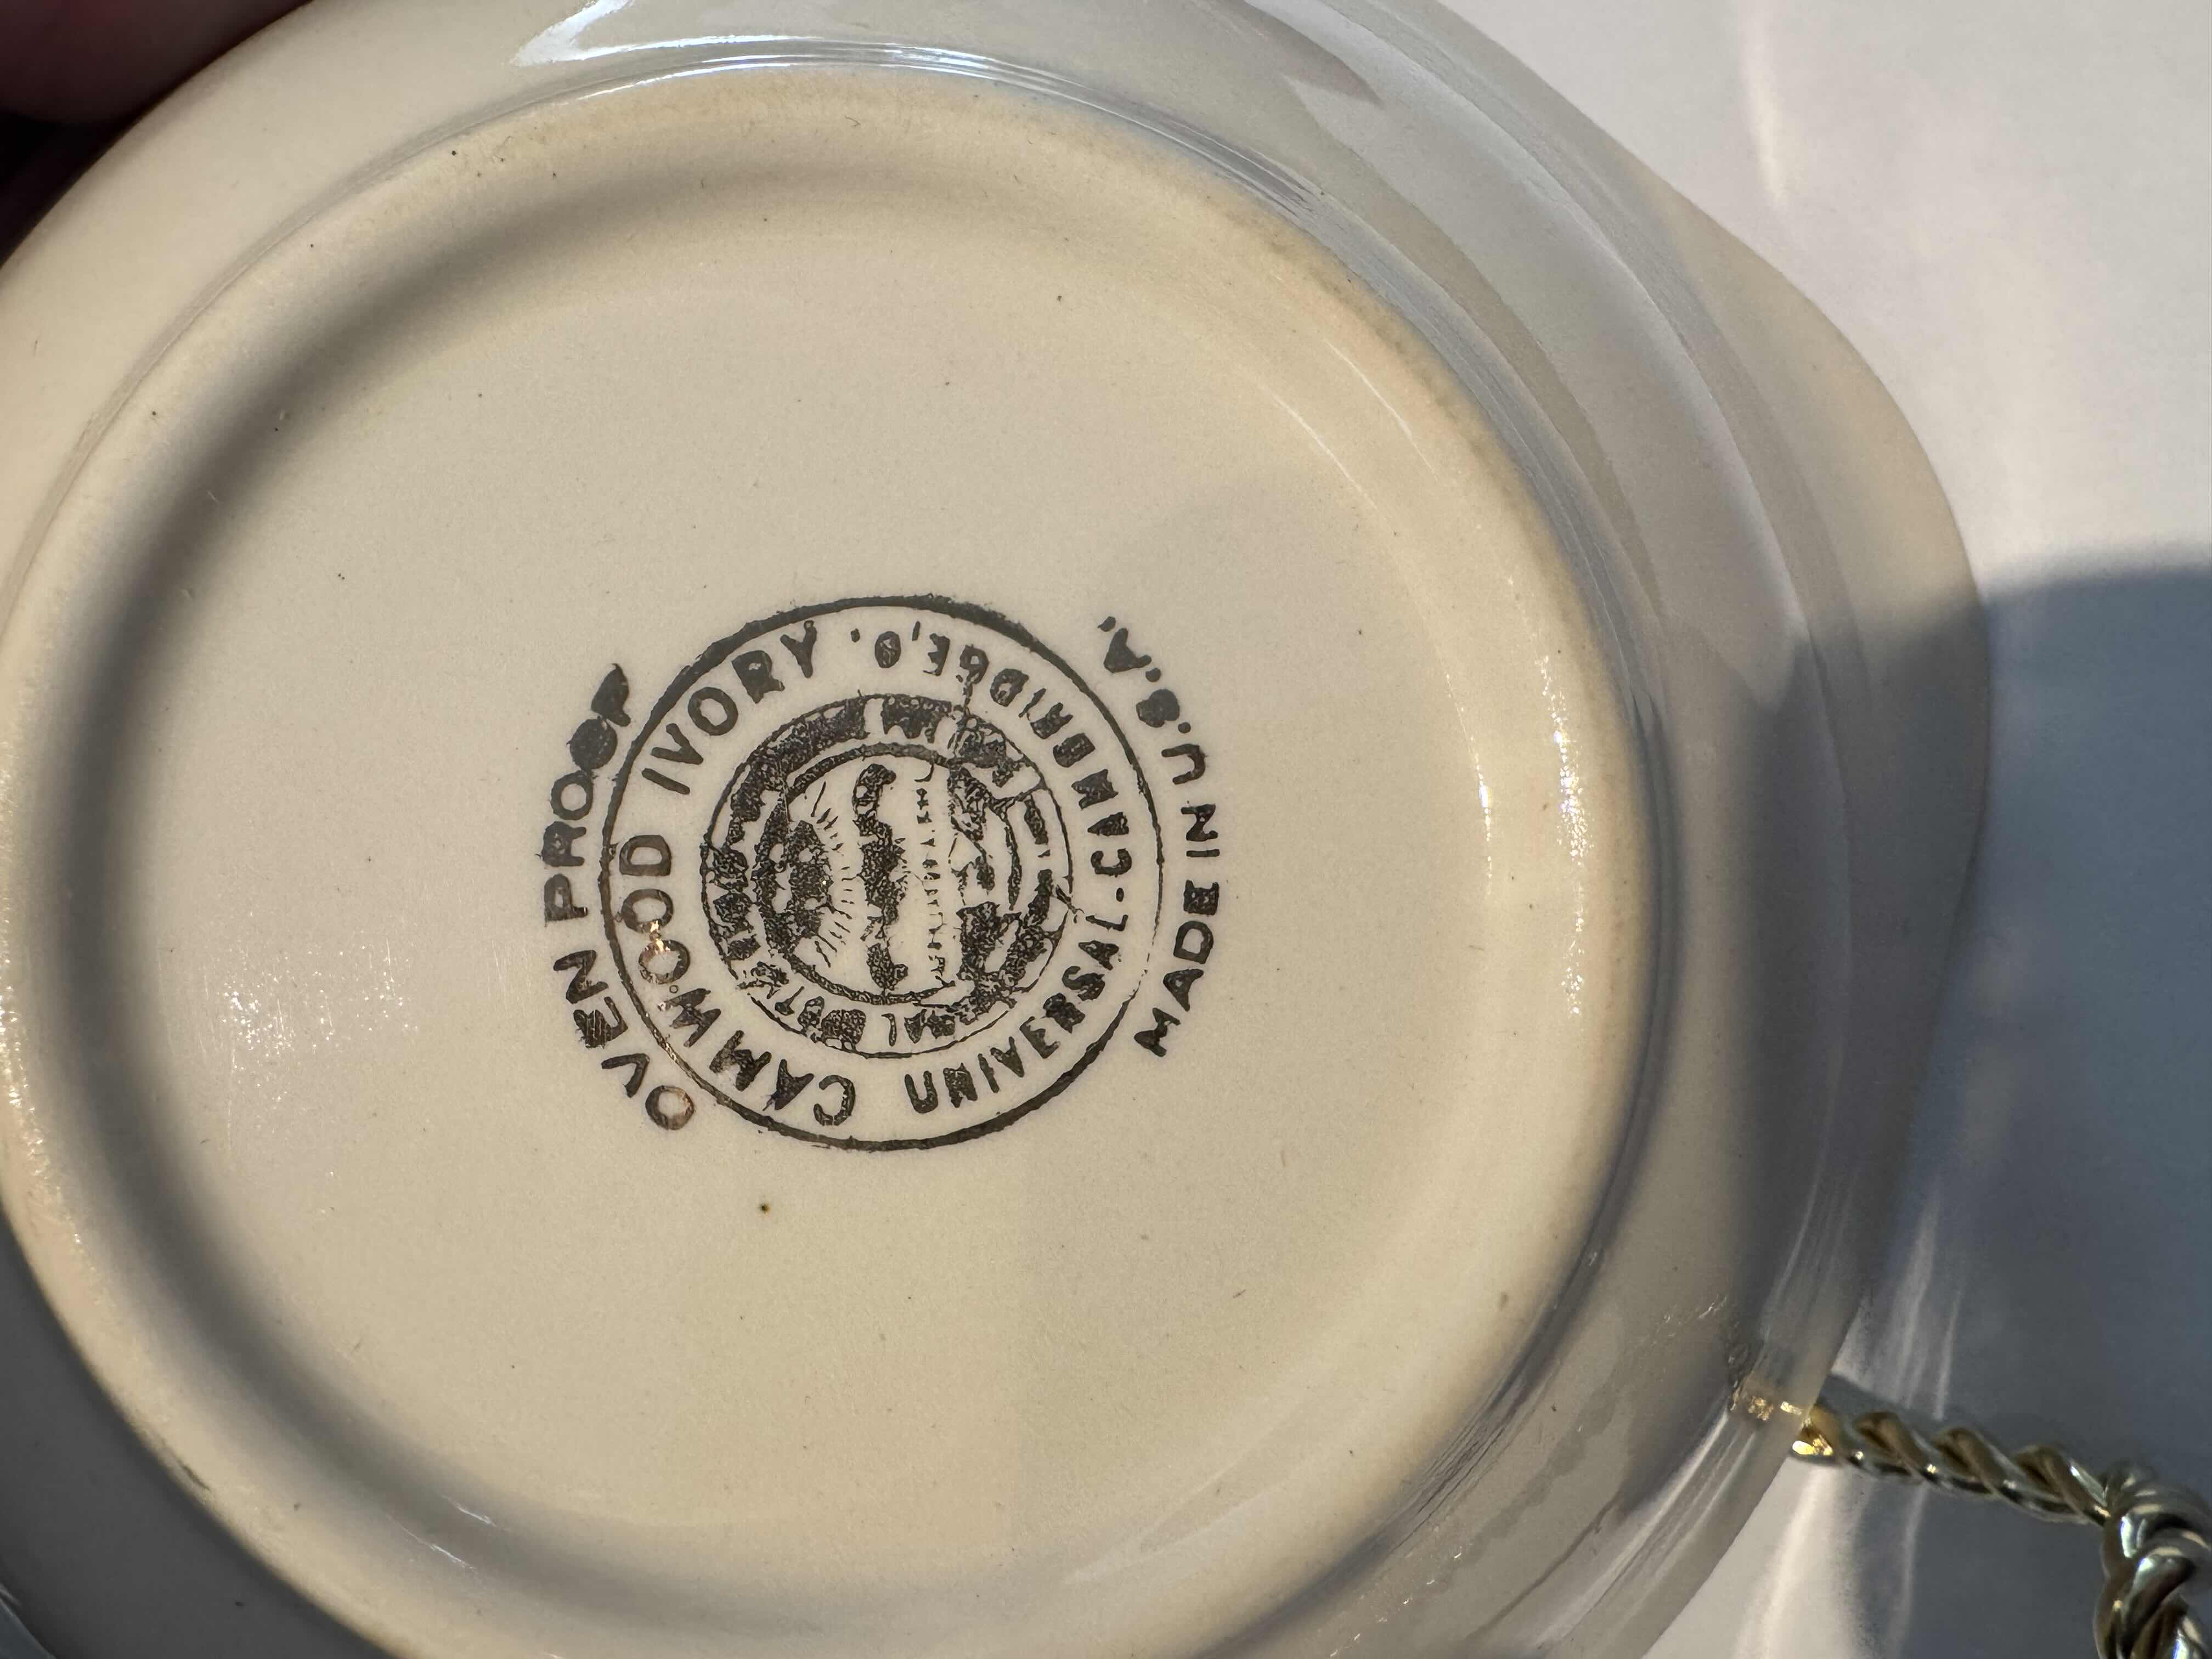 OVEN PROOF
CAMWOOD IVORY
UNIVERSAL-CAMBRIDGE,O.
MADE IN U.S.A.